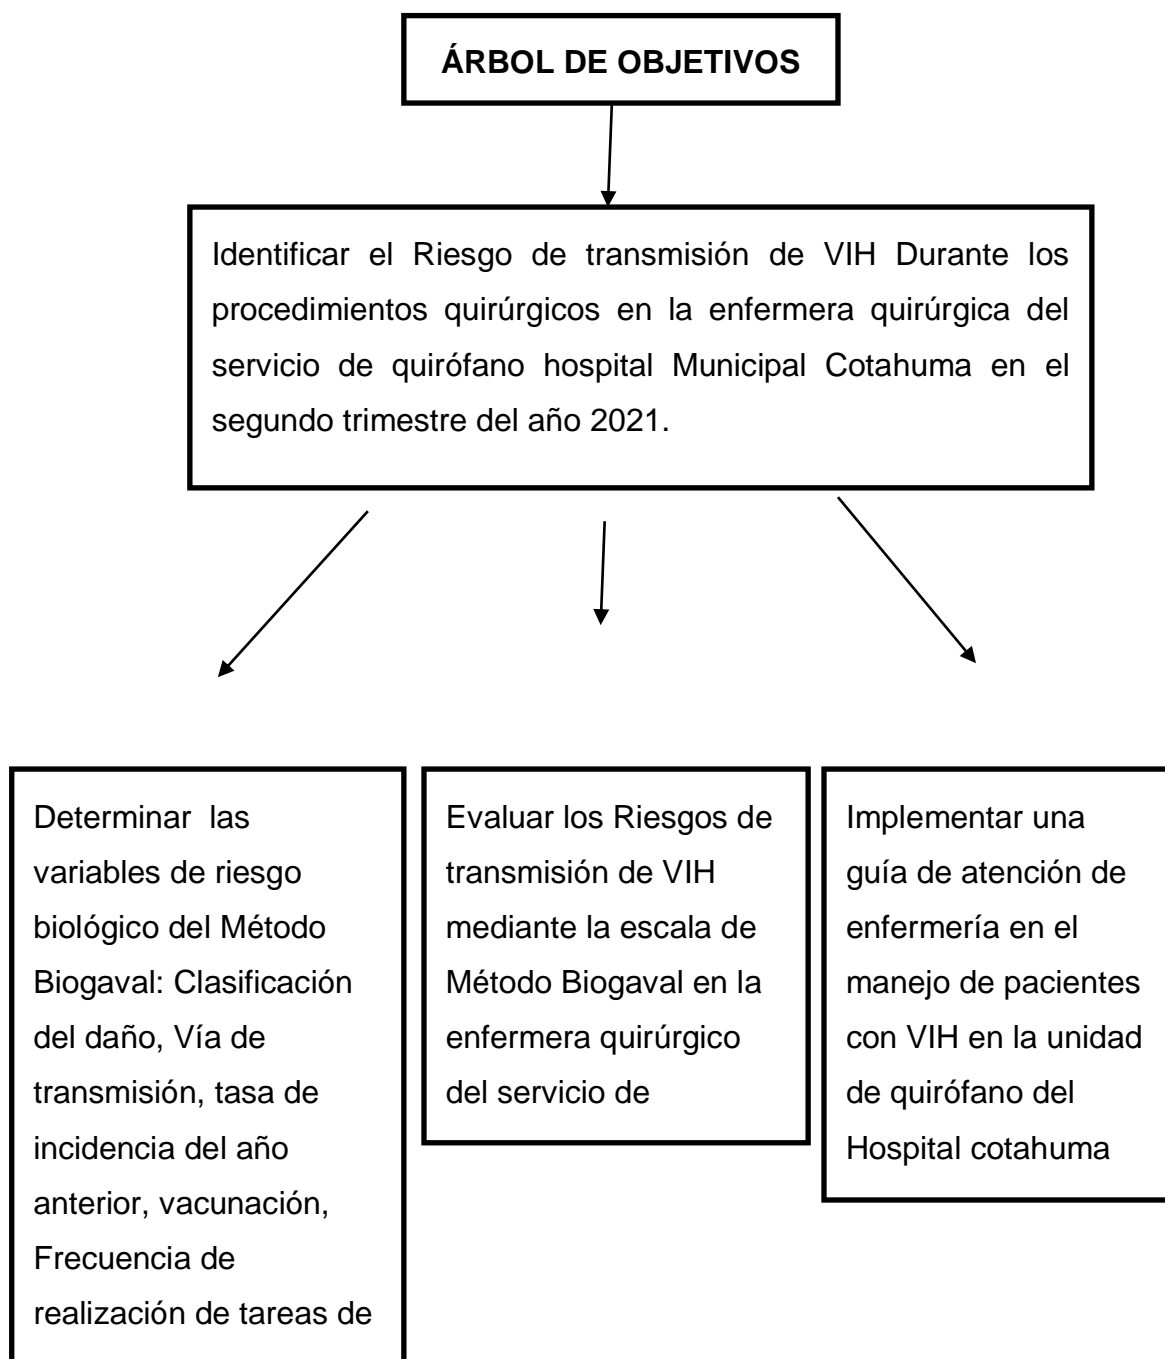 ÁRBOL DE OBJETIVOS
Identificar el Riesgo de transmisión de VIH Durante los
procedimientos quirúrgicos en la enfermera quirúrgica del
servicio de quirófano hospital Municipal Cotahuma en el
segundo trimestre del año 2021.
Determinar las
variables de riesgo
biológico del Método
Biogaval: Clasificación
del daño, Vía de
transmisión, tasa de
incidencia del año
anterior, vacunación,
Frecuencia de
realización de tareas de
Evaluar los Riesgos de
transmisión de VIH
mediante la escala de
Método Biogaval en la
enfermera quirúrgico
del servicio de
Implementar una
guía de atención de
enfermería en el
manejo de pacientes
con VIH en la unidad
de quirófano del
Hospital cotahuma